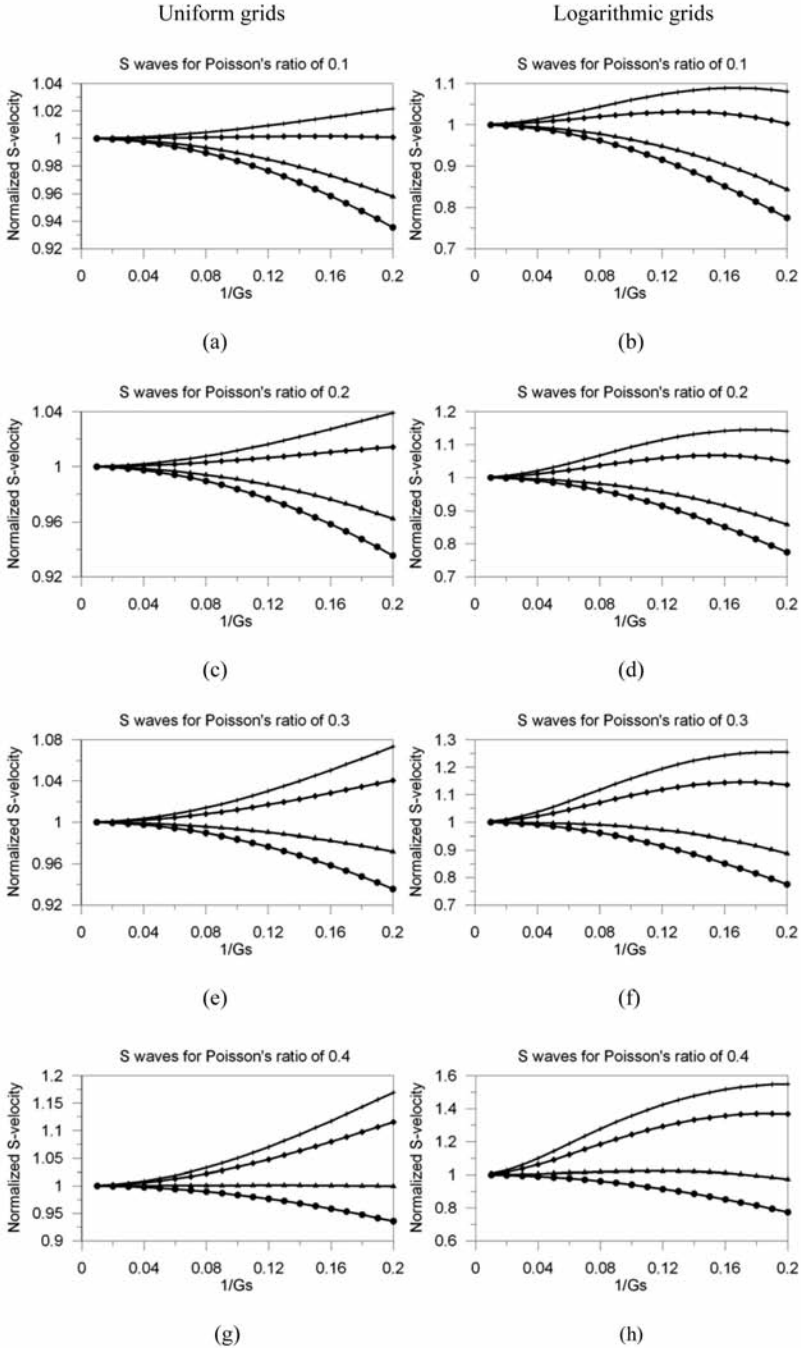 Uniform grids
Logarithmic grids
S waves for Poisson's ratio of 0.1
Normalized S-velocity
1.04
1.02
1
0.98
0.96
0.94
0.92
0 0.04 0.08 0.12 0.16 0.2
1/Gs
(a)
S waves for Poisson's ratio of 0.1
Normalized S-velocity
1.1
1
0.9
0.8
0.7
0 0.04 0.08 0.12 0.16 0.2
1/Gs
(b)
S waves for Poisson's ratio of 0.2
Normalized S-velocity
1.04
1
0.96
0.92
0 0.04 0.08 0.12 0.16 0.2
1/Gs
(c)
S waves for Poisson's ratio of 0.2
Normalized S-velocity
1.2
1.1
1
0.9
0.8
0.7
0 0.04 0.08 0.12 0.16 0.2
1/Gs
(d)
S waves for Poisson's ratio of 0.3
Normalized S-velocity
1.08
1.04
1
0.96
0.92
0 0.04 0.08 0.12 0.16 0.2
1/Gs
(e)
S waves for Poisson's ratio of 0.3
Normalized S-velocity
1.3
1.2
1.1
1
0.9
0.8
0.7
0 0.04 0.08 0.12 0.16 0.2
1/Gs
(f)
S waves for Poisson's ratio of 0.4
Normalized S-velocity
1.2
1.15
1.1
1.05
1
0.95
0.9
0 0.04 0.08 0.12 0.16 0.2
1/Gs
(g)
S waves for Poisson's ratio of 0.4
Normalized S-velocity
1.6
1.4
1.2
1
0.8
0.6
0 0.04 0.08 0.12 0.16 0.2
1/Gs
(h)